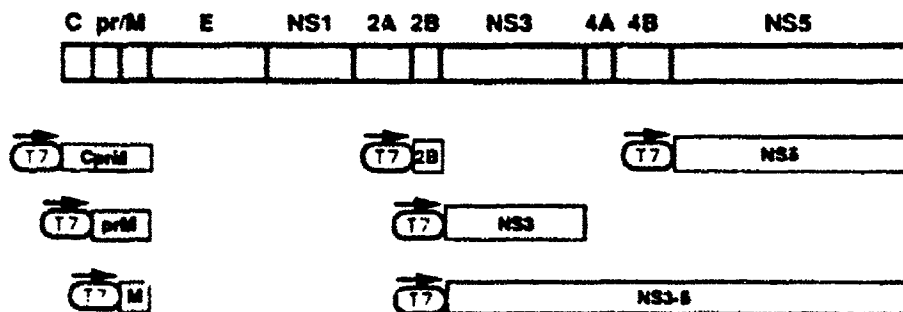 C pr/M E NS1 2A 2B NS3 4A 4B NS5
T7 CprM T7 2B T7 NS5
T7 prM T7 NS3
T7 M T7 NS3-5